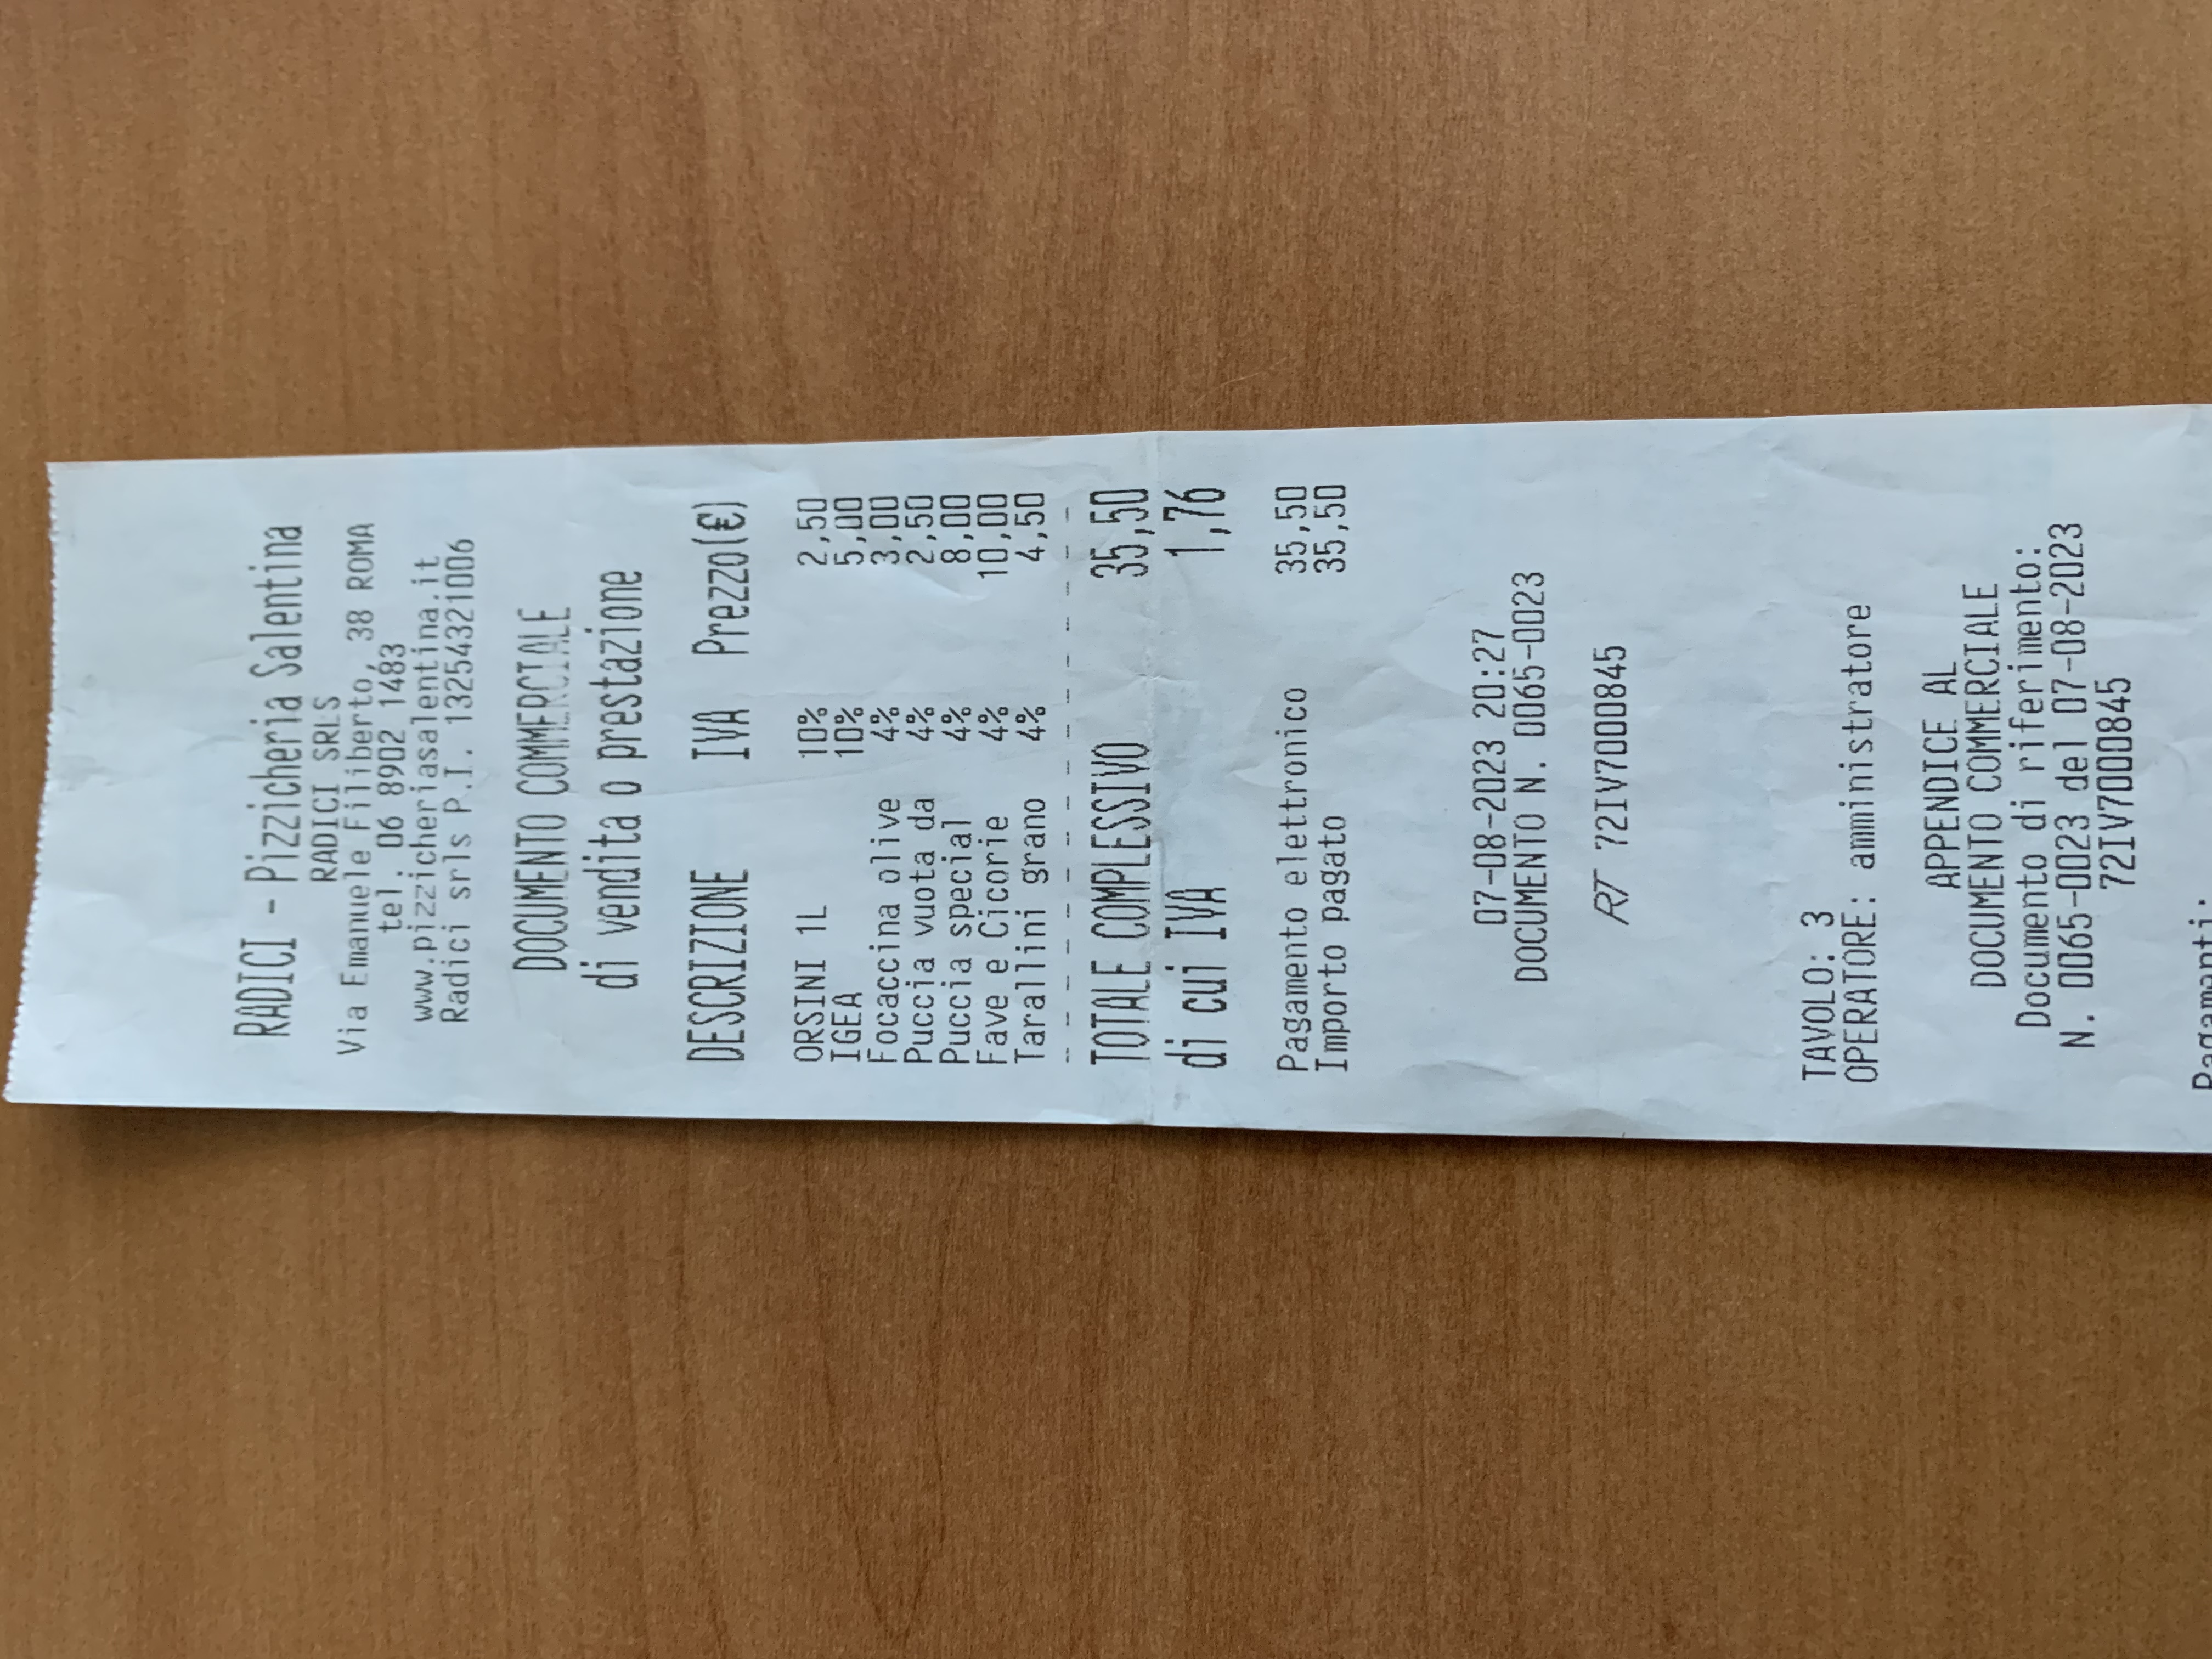 RADICI - Pizzicheria Salentina
RADICI SRLS
Via Emanuele Filiberto, 38 ROMA
tel. 06 8902 1483
www.pizzicheriasalentina.it
Radici srls P.I. 13254321006
DOCUMENTO COMMERCIALE
di vendita o prestazione
DESCRIZIONE IVA Prezzo(€)
ORSINI 1L 10% 2,50
IGEA 10% 5,00
Focaccina olive 4% 3,00
Puccia vuota da 4% 2,50
Puccia special 4% 8,00
Fave e Cicorie 4% 10,00
Tarallini grano 4% 4,50
TOTALE COMPLESSIVO 35,50
di cui IVA 1,76
Pagamento elettronico 35,50
Importo pagato 35,50
07-08-2023 20:27
DOCUMENTO N. 0065-0023
RT 72IV7000845
TAVOLO: 3
OPERATORE: amministratore
APPENDICE AL
DOCUMENTO COMMERCIALE
Documento di riferimento:
N. 0065-0023 del 07-08-2023
72IV7000845
Pagamenti: